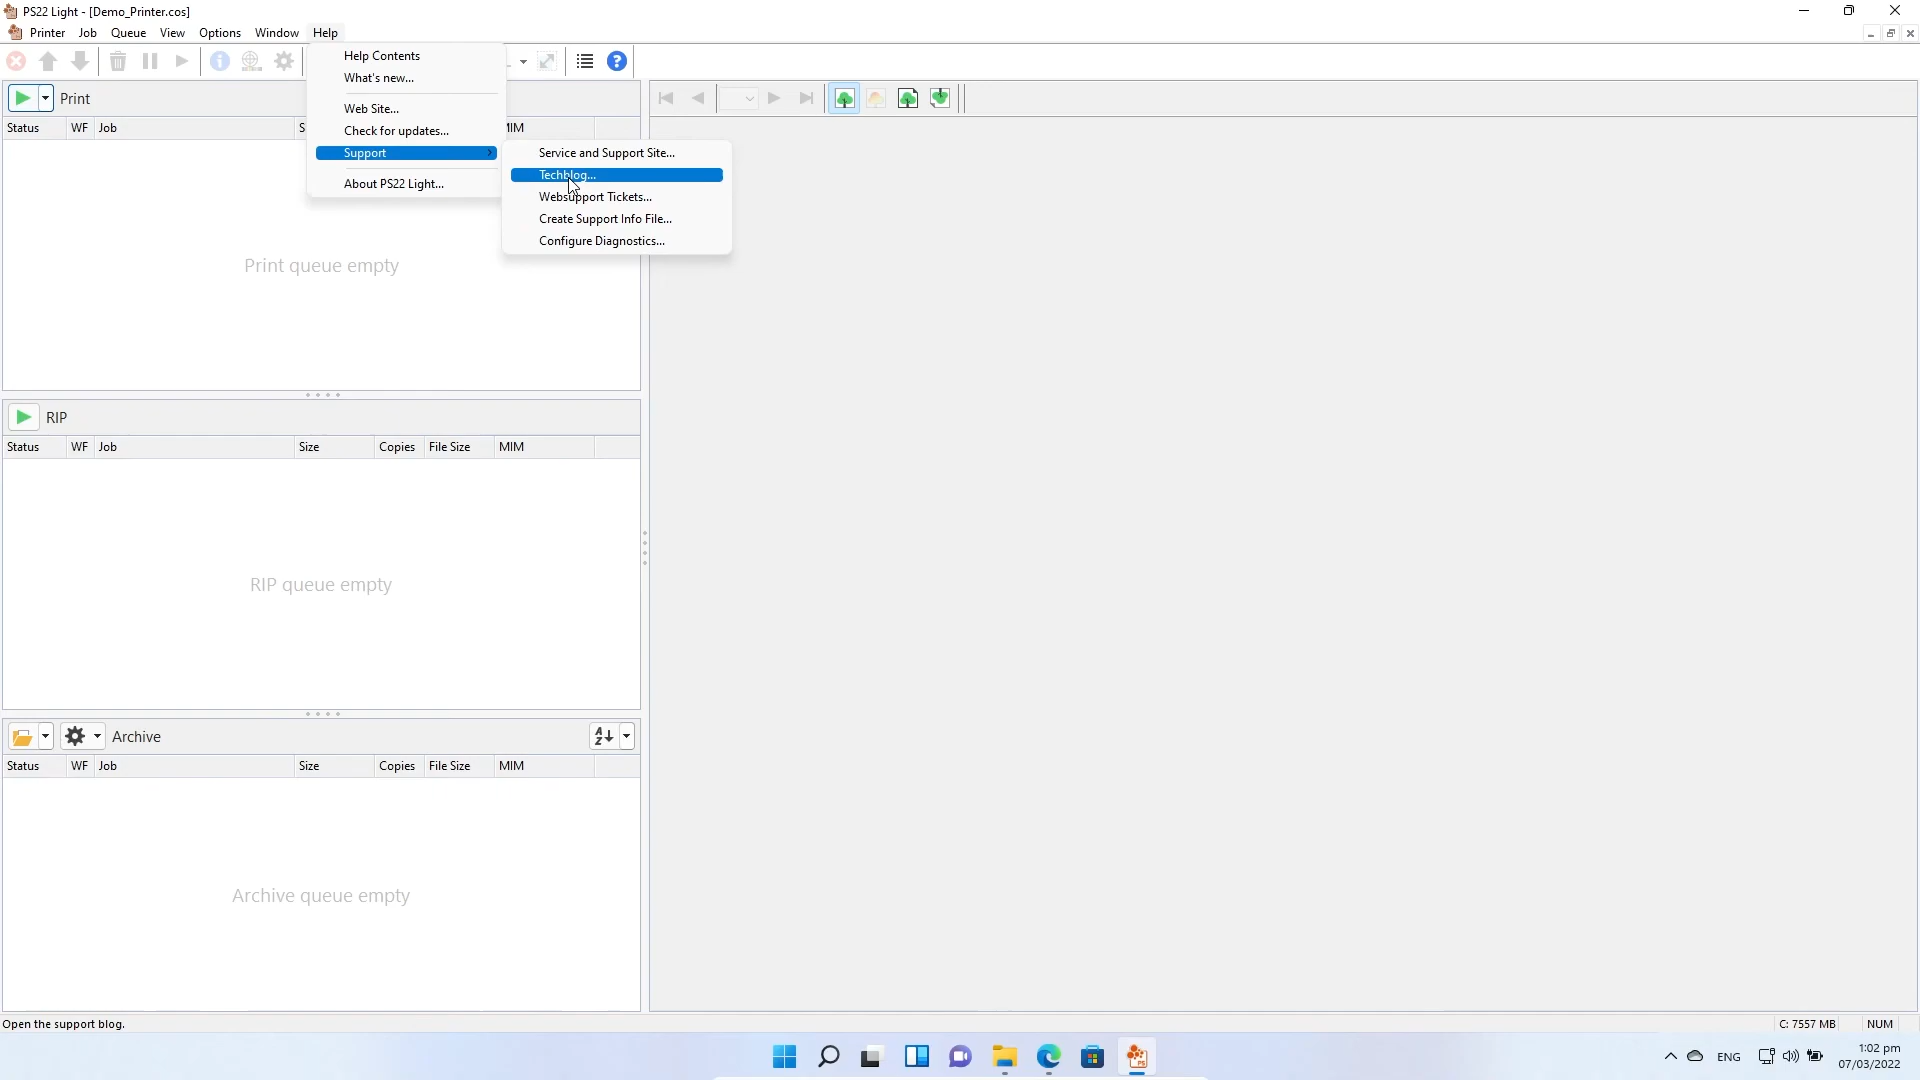 PS22 Light - [Demo_Printer.cos]
Printer Job Queue View Options Window Help
Help Contents
What's new...
Web Site...
Check for updates...
Support
About PS22 Light...
Service and Support Site...
Techblog...
Websupport Tickets...
Create Support Info File...
Configure Diagnostics...
Print
Status WF Job S MIM
Print queue empty
RIP
Status WF Job Size Copies File Size MIM
RIP queue empty
Archive
Status WF Job Size Copies File Size MIM
Archive queue empty
Open the support blog.
C: 7557 MB NUM
ENG
1:02 pm
07/03/2022